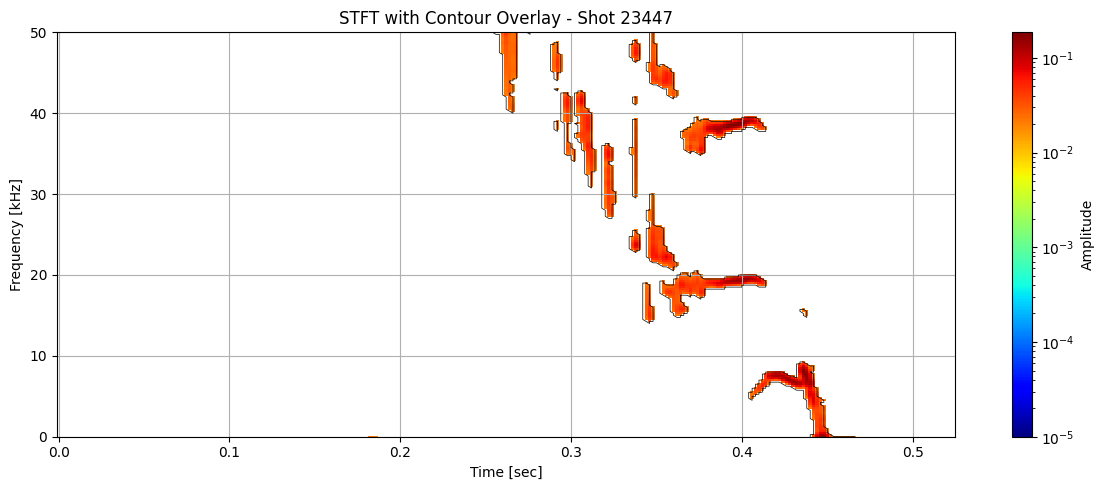 STFT with Contour Overlay - Shot 23447
50
40
30
20
10
0
Frequency [kHz]
0.0 0.1 0.2 0.3 0.4 0.5
Time [sec]
10⁻¹
10⁻²
10⁻³
10⁻⁴
10⁻⁵
Amplitude